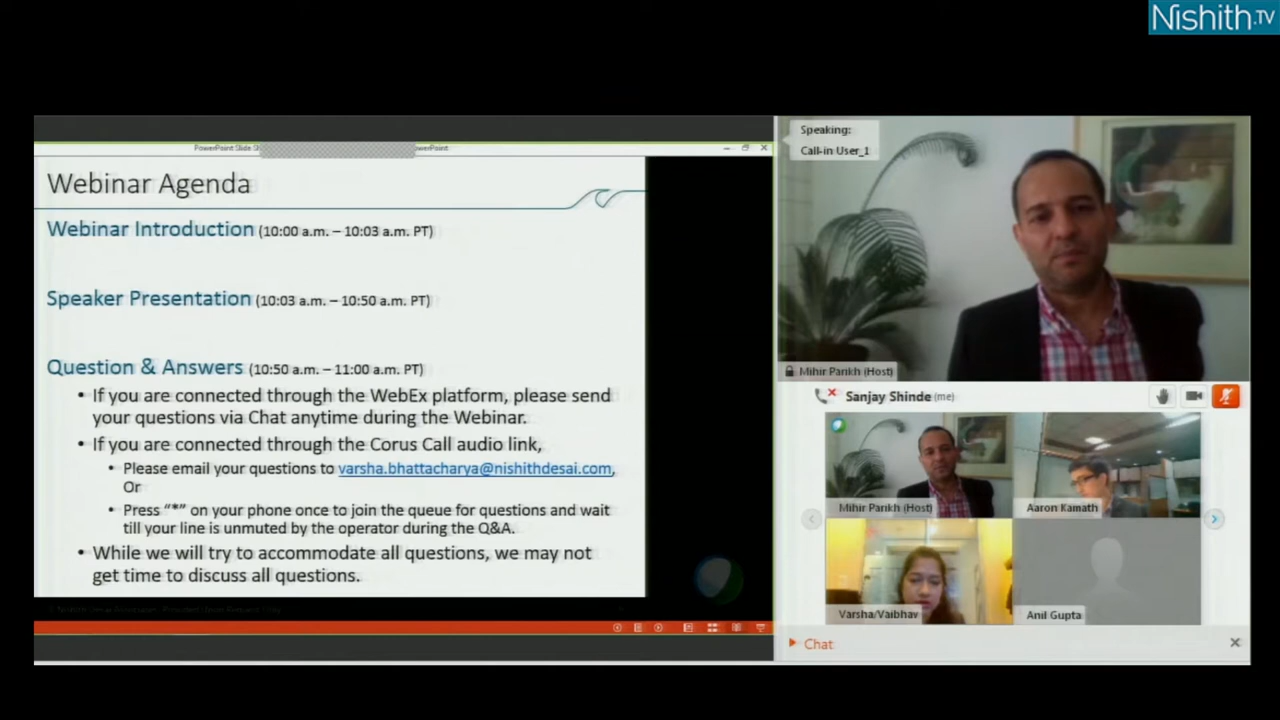 Nishith.TV
PowerPoint Slide S
owerPoint
Webinar Agenda
Webinar Introduction (10:00 a.m. – 10:03 a.m. PT)
Speaker Presentation (10:03 a.m. – 10:50 a.m. PT)
Question & Answers (10:50 a.m. – 11:00 a.m. PT)
• If you are connected through the WebEx platform, please send
your questions via Chat anytime during the Webinar.
• If you are connected through the Corus Call audio link,
• Please email your questions to varsha.bhattacharya@nishithdesai.com,
Or
• Press “*” on your phone once to join the queue for questions and wait
till your line is unmuted by the operator during the Q&A.
• While we will try to accommodate all questions, we may not
get time to discuss all questions.
Speaking:
Call-in User_1
Mihir Parikh (Host)
Sanjay Shinde (me)
Mihir Parikh (Host)
Aaron Kamath
Varsha/Vaibhav
Anil Gupta
Chat